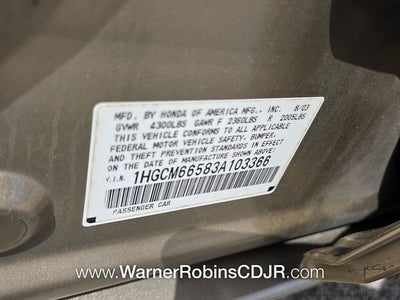 MFD. BY HONDA OF AMERICA MFG., INC. 8/03
GVWR 4300LBS GAWR F 2360LBS R 2005LBS
THIS VEHICLE CONFORMS TO ALL APPLICABLE
FEDERAL MOTOR VEHICLE SAFETY, BUMPER,
AND THEFT PREVENTION STANDARDS IN EFFECT
ON THE DATE OF MANUFACTURE SHOWN ABOVE.
V.I.N. 1HGCM66583A103366
PASSENGER CAR
www.WarnerRobinsCDJR.com